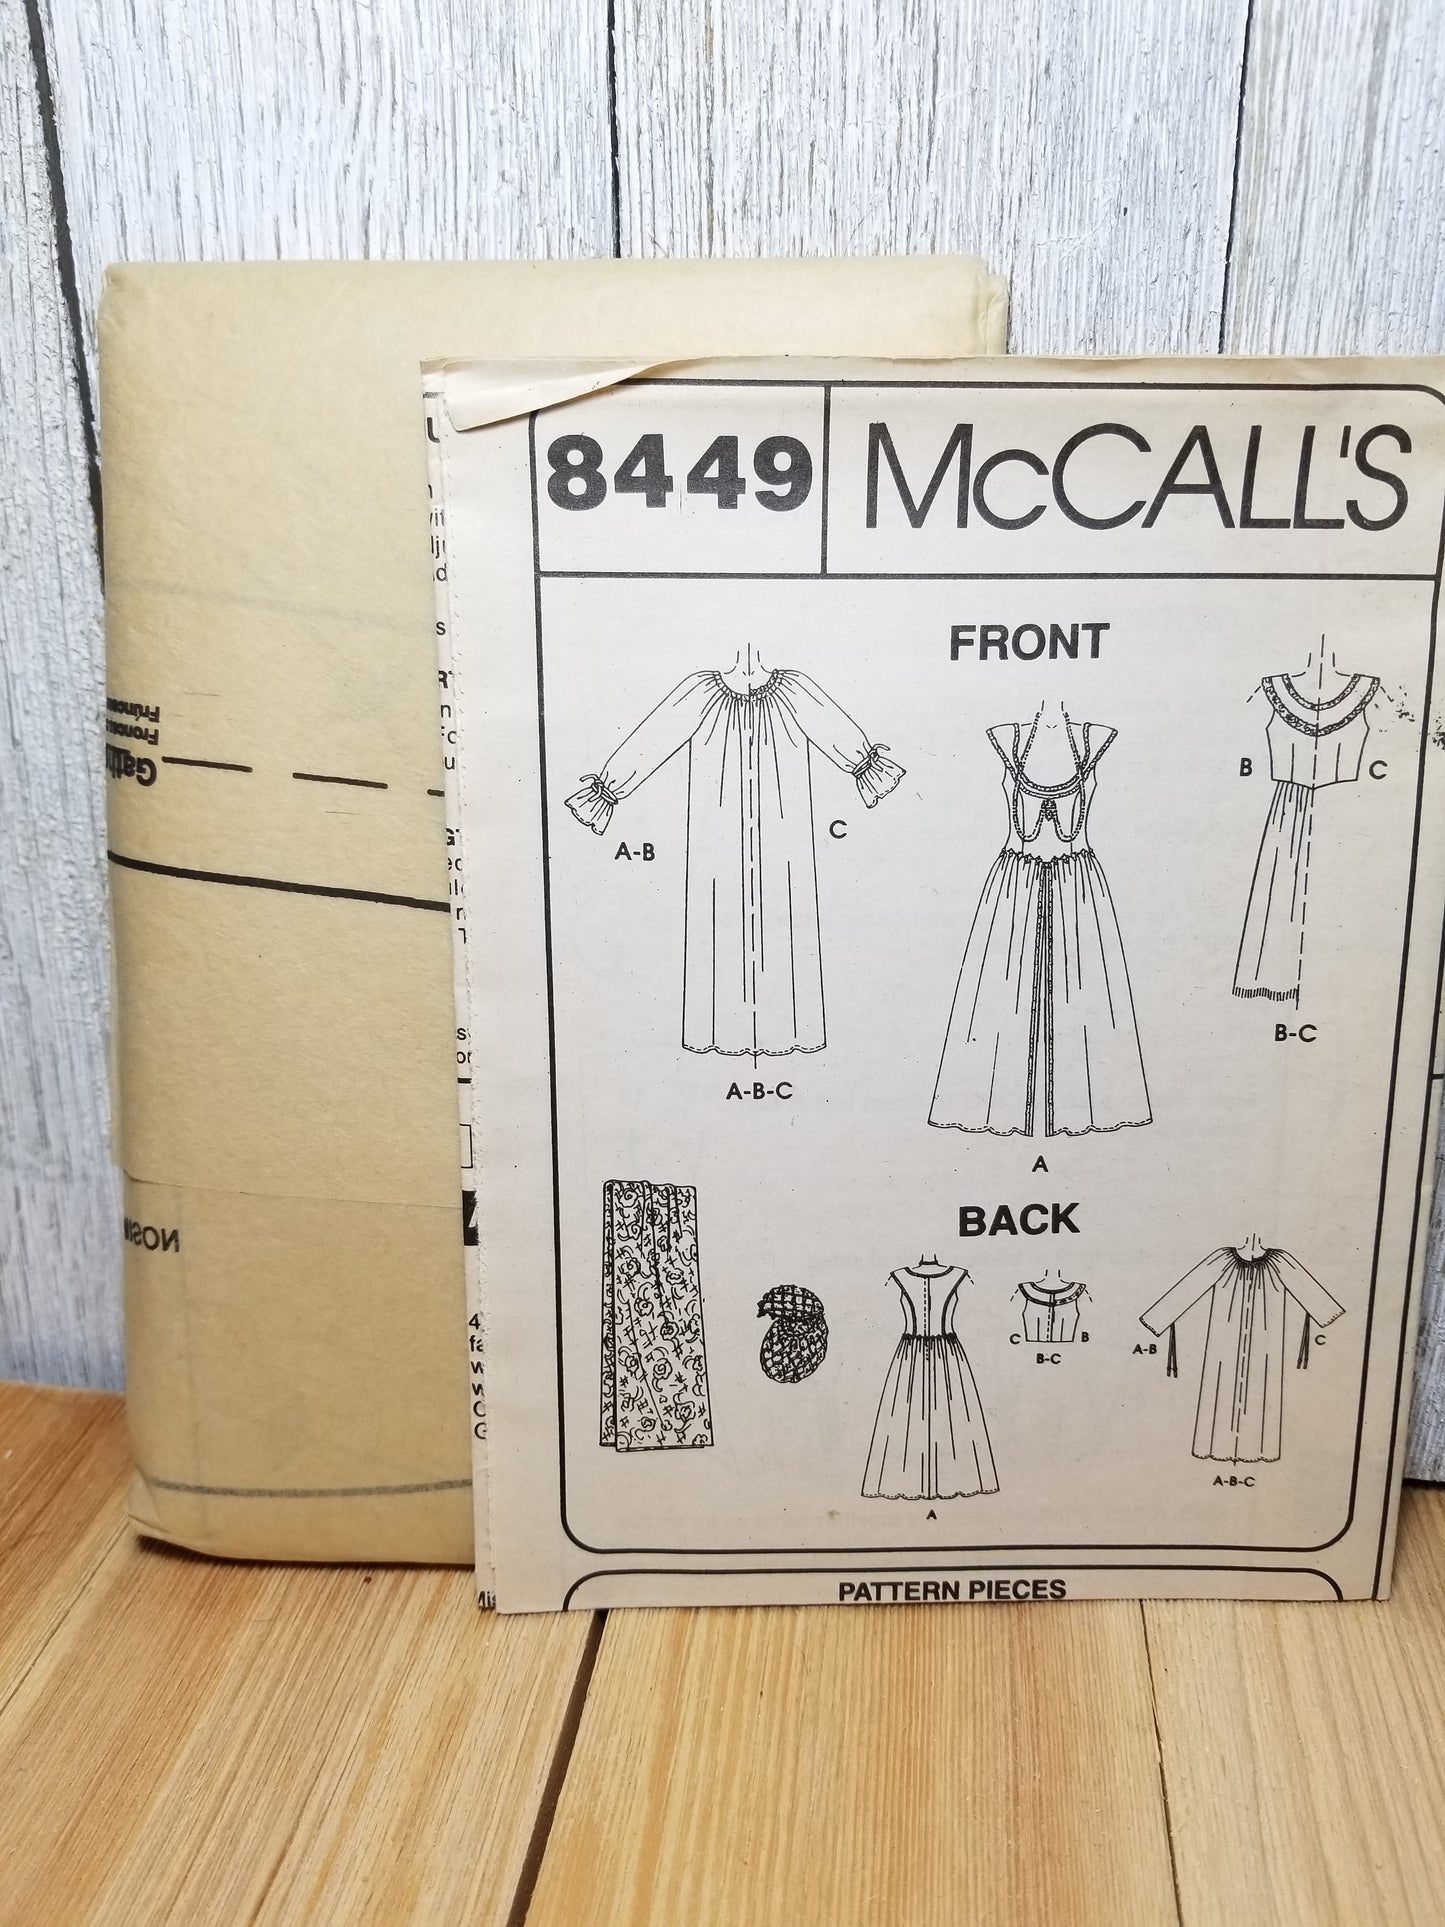 8449
McCALL'S
FRONT
A-B
C
A-B-C
A
B
C
B-C
BACK
A
C
B
B-C
A-B
C
A-B-C
PATTERN PIECES